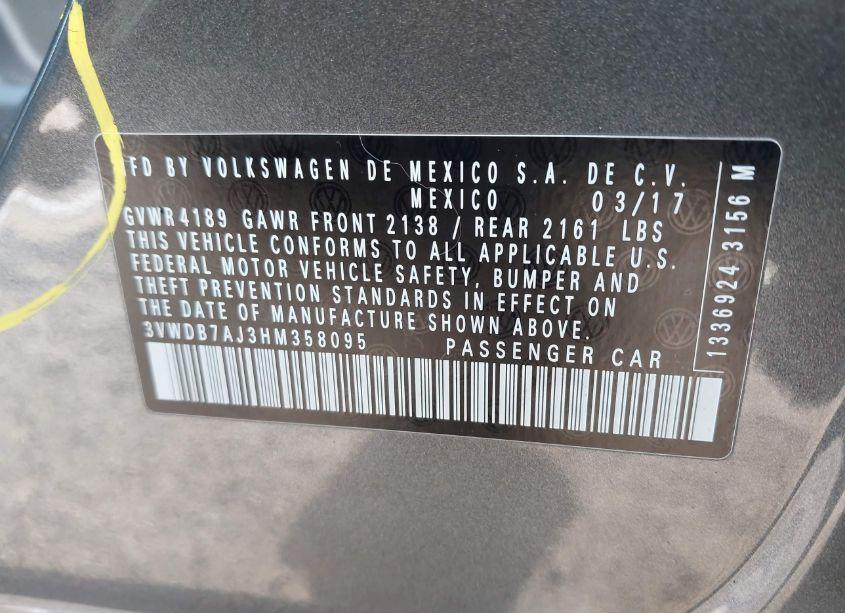 FD BY VOLKSWAGEN DE MEXICO S.A. DE C.V.
MEXICO 03/17
GVWR 4189 GAWR FRONT 2138 / REAR 2161 LBS
THIS VEHICLE CONFORMS TO ALL APPLICABLE U.S.
FEDERAL MOTOR VEHICLE SAFETY, BUMPER AND
THEFT PREVENTION STANDARDS IN EFFECT ON
THE DATE OF MANUFACTURE SHOWN ABOVE.
3VWDB7AJ3HM358095 PASSENGER CAR
1336924 3156 M